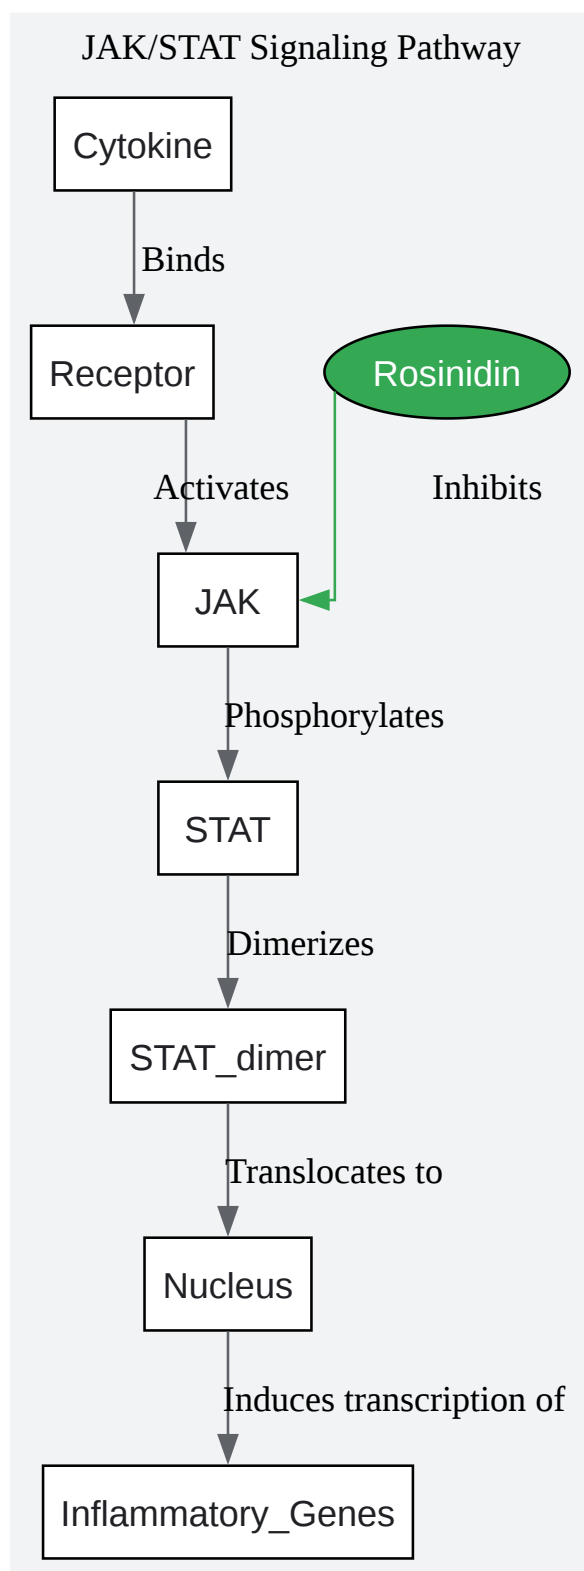 JAK/STAT Signaling Pathway
Cytokine
Binds
Receptor
Rosinidin
Activates
Inhibits
JAK
Phosphorylates
STAT
Dimerizes
STAT_dimer
Translocates to
Nucleus
Induces transcription of
Inflammatory_Genes